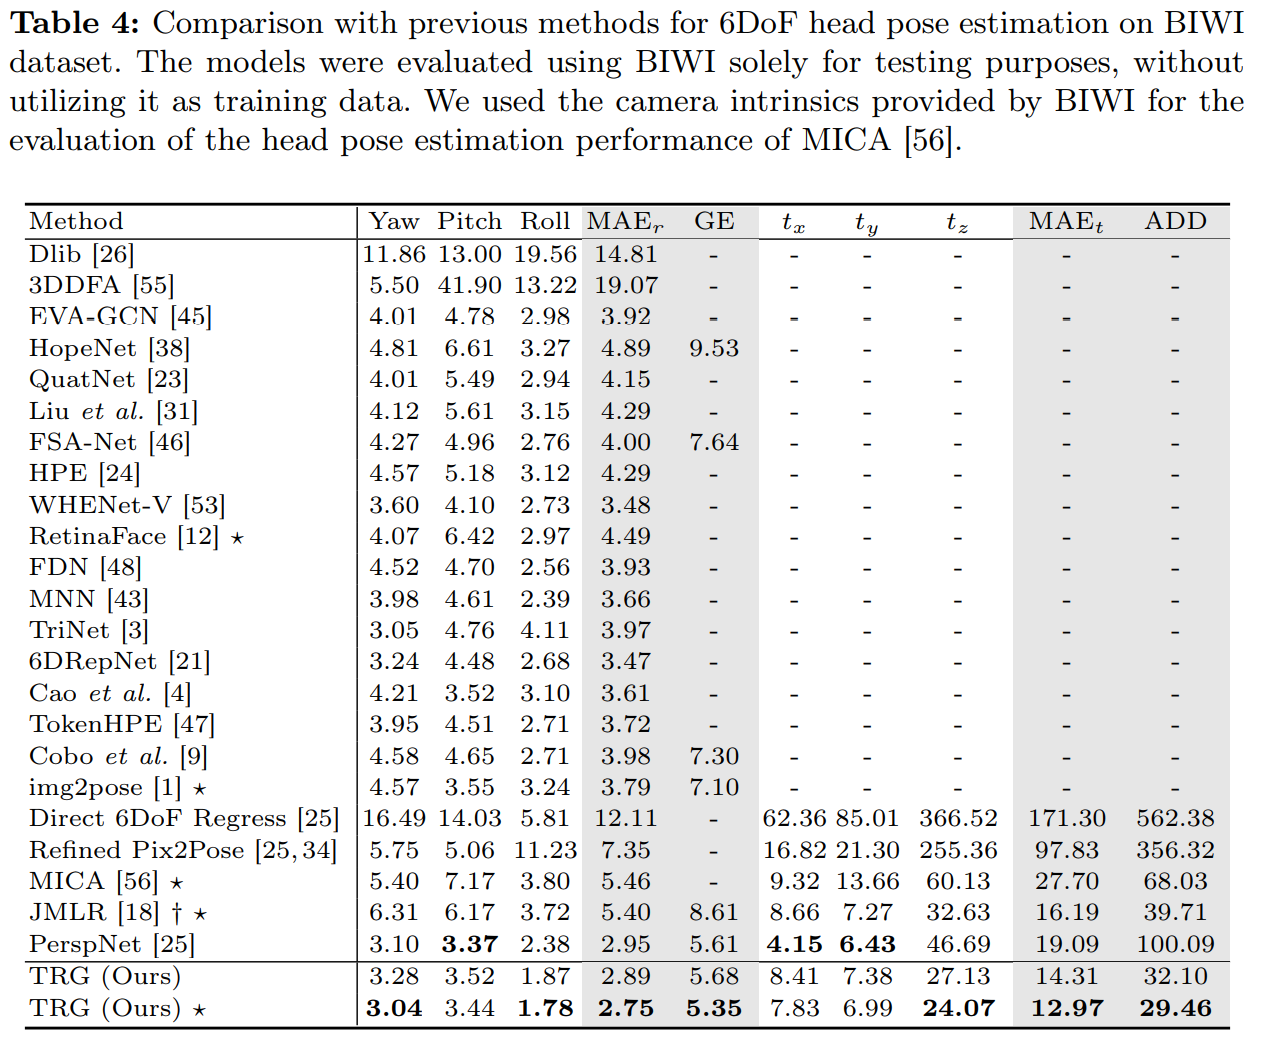 Table 4: Comparison with previous methods for 6DoF head pose estimation on BIWI
dataset. The models were evaluated using BIWI solely for testing purposes, without
utilizing it as training data. We used the camera intrinsics provided by BIWI for the
evaluation of the head pose estimation performance of MICA [56].
Method Yaw Pitch Roll MAEr GE tx ty tz MAEt ADD
Dlib [26] 11.86 13.00 19.56 14.81 - - - - - -
3DDFA [55] 5.50 41.90 13.22 19.07 - - - - - -
EVA-GCN [45] 4.01 4.78 2.98 3.92 - - - - - -
HopeNet [38] 4.81 6.61 3.27 4.89 9.53 - - - - -
QuatNet [23] 4.01 5.49 2.94 4.15 - - - - - -
Liu et al. [31] 4.12 5.61 3.15 4.29 - - - - - -
FSA-Net [46] 4.27 4.96 2.76 4.00 7.64 - - - - -
HPE [24] 4.57 5.18 3.12 4.29 - - - - - -
WHENet-V [53] 3.60 4.10 2.73 3.48 - - - - - -
RetinaFace [12] ⋆ 4.07 6.42 2.97 4.49 - - - - - -
FDN [48] 4.52 4.70 2.56 3.93 - - - - - -
MNN [43] 3.98 4.61 2.39 3.66 - - - - - -
TriNet [3] 3.05 4.76 4.11 3.97 - - - - - -
6DRepNet [21] 3.24 4.48 2.68 3.47 - - - - - -
Cao et al. [4] 4.21 3.52 3.10 3.61 - - - - - -
TokenHPE [47] 3.95 4.51 2.71 3.72 - - - - - -
Cobo et al. [9] 4.58 4.65 2.71 3.98 7.30 - - - - -
img2pose [1] ⋆ 4.57 3.55 3.24 3.79 7.10 - - - - -
Direct 6DoF Regress [25] 16.49 14.03 5.81 12.11 - 62.36 85.01 366.52 171.30 562.38
Refined Pix2Pose [25, 34] 5.75 5.06 11.23 7.35 - 16.82 21.30 255.36 97.83 356.32
MICA [56] ⋆ 5.40 7.17 3.80 5.46 - 9.32 13.66 60.13 27.70 68.03
JMLR [18] † ⋆ 6.31 6.17 3.72 5.40 8.61 8.66 7.27 32.63 16.19 39.71
PerspNet [25] 3.10 3.37 2.38 2.95 5.61 4.15 6.43 46.69 19.09 100.09
TRG (Ours) 3.28 3.52 1.87 2.89 5.68 8.41 7.38 27.13 14.31 32.10
TRG (Ours) ⋆ 3.04 3.44 1.78 2.75 5.35 7.83 6.99 24.07 12.97 29.46